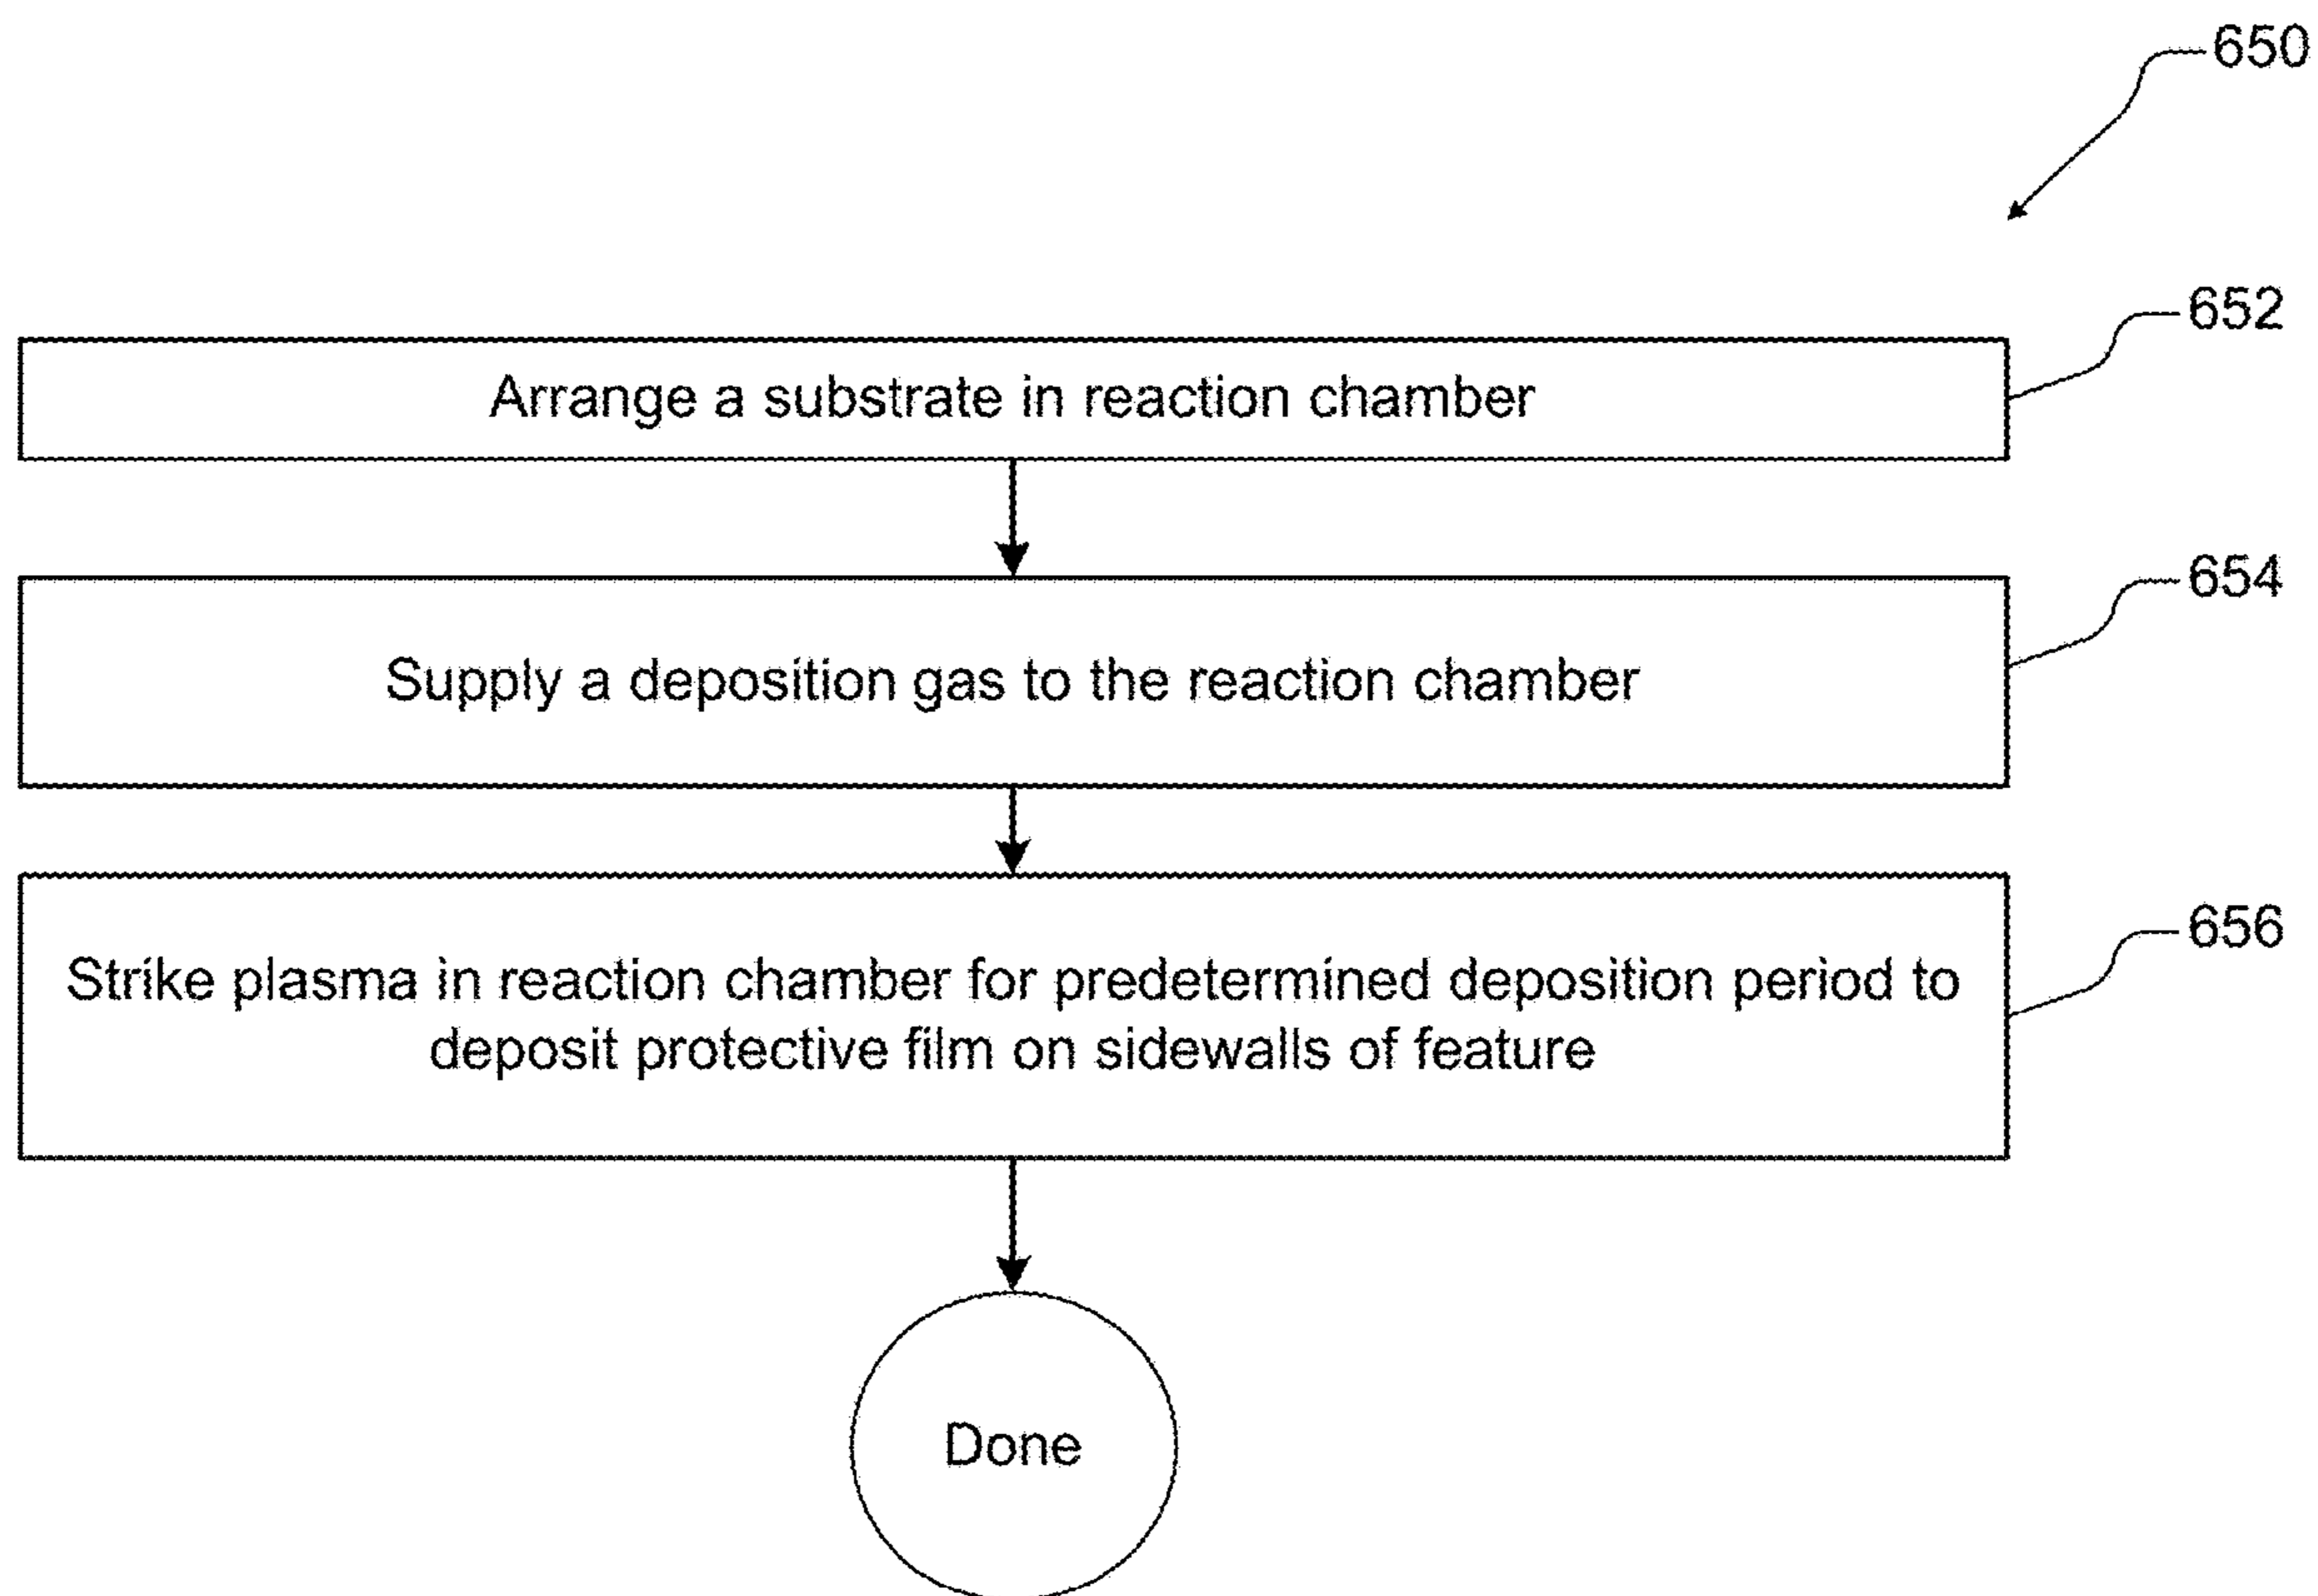 650
652
Arrange a substrate in reaction chamber
654
Supply a deposition gas to the reaction chamber
656
Strike plasma in reaction chamber for predetermined deposition period to
deposit protective film on sidewalls of feature
Done